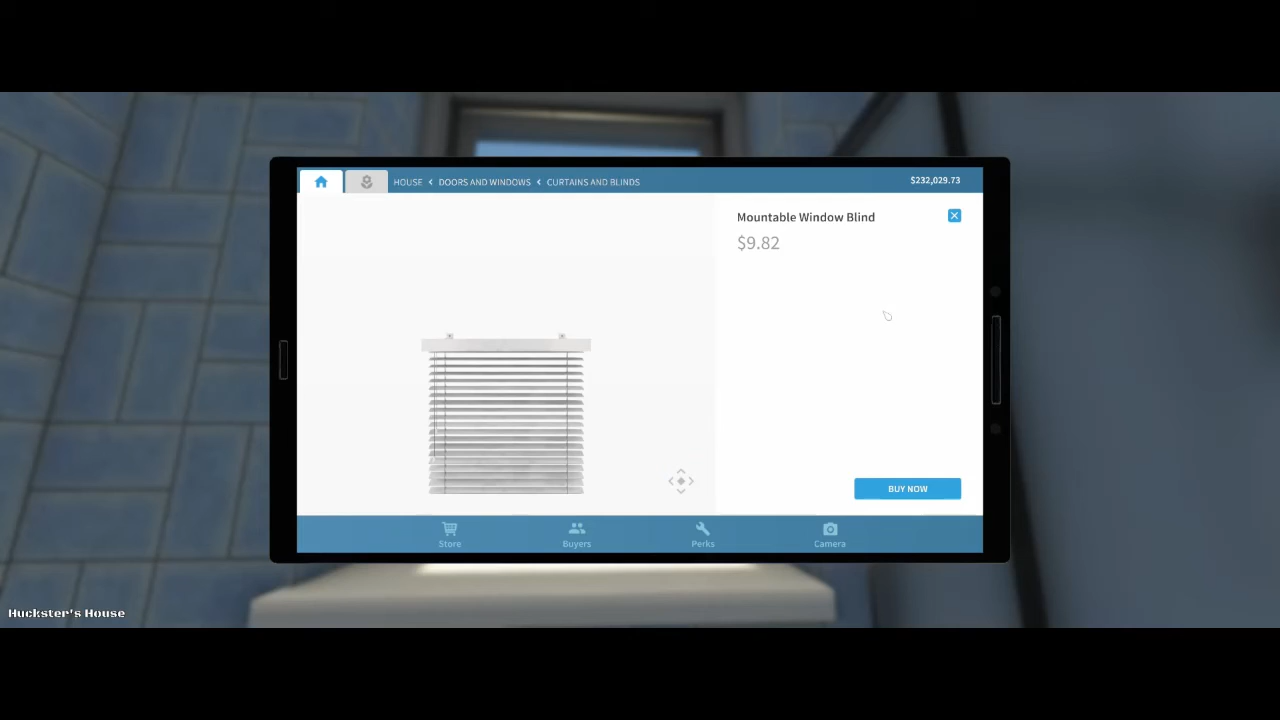 HOUSE < DOORS AND WINDOWS < CURTAINS AND BLINDS
$232,029.73
Mountable Window Blind
$9.82
BUY NOW
Store
Buyers
Perks
Camera
Huckster's House